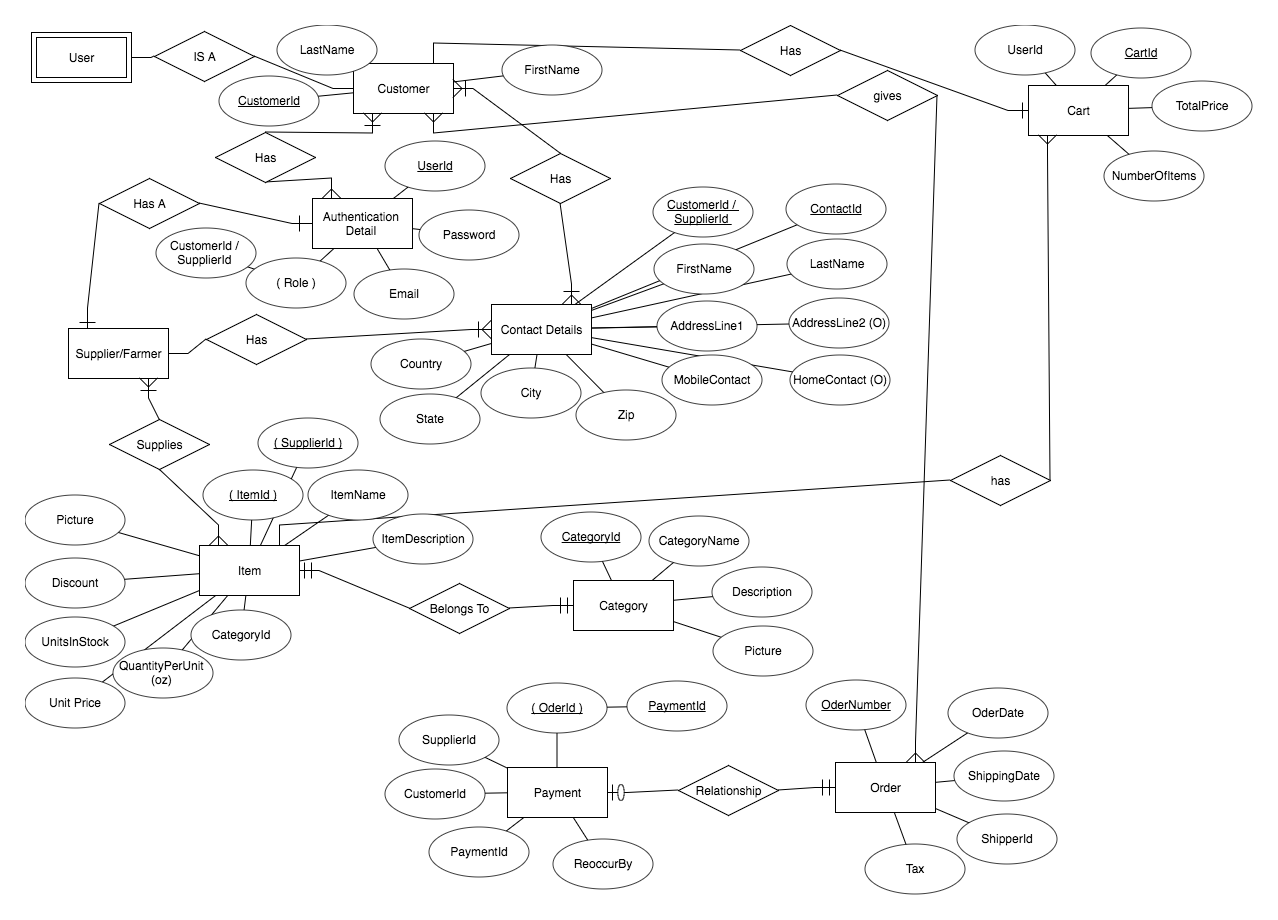 User
IS A
LastName
Customer
CustomerId
FirstName
Has
gives
UserId
CartId
Cart
TotalPrice
NumberOfItems
Has
UserId
Has
Has A
Authentication
Detail
Password
CustomerId /
SupplierId
( Role )
Email
CustomerId /
SupplierId
ContactId
FirstName
LastName
AddressLine1
AddressLine2 (O)
MobileContact
HomeContact (O)
Contact Details
Country
City
State
Zip
Supplier/Farmer
Has
Supplies
( SupplierId )
( ItemId )
ItemName
ItemDescription
Picture
Discount
UnitsInStock
Unit Price
QuantityPerUnit
(oz)
CategoryId
Item
has
Belongs To
CategoryId
CategoryName
Category
Description
Picture
( OderId )
PaymentId
SupplierId
CustomerId
Payment
PaymentId
ReoccurBy
Relationship
OderNumber
OderDate
Order
ShippingDate
ShipperId
Tax